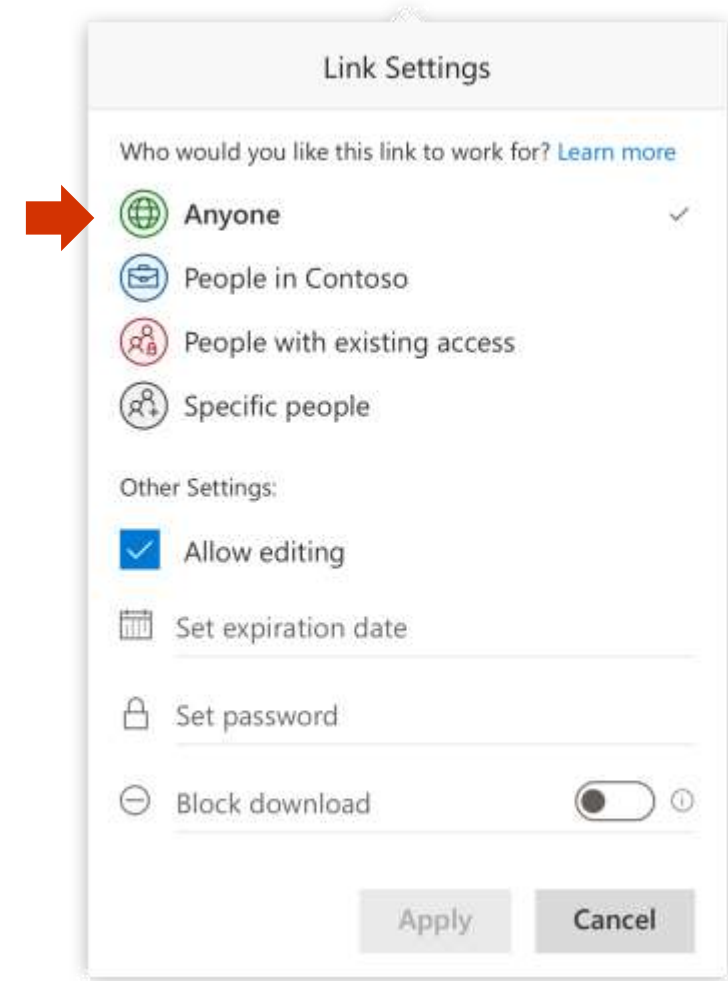 Link Settings
Who would you like this link to work for? Learn more
Anyone
People in Contoso
People with existing access
Specific people
Other Settings:
Allow editing
Set expiration date
Set password
Block download
Apply Cancel